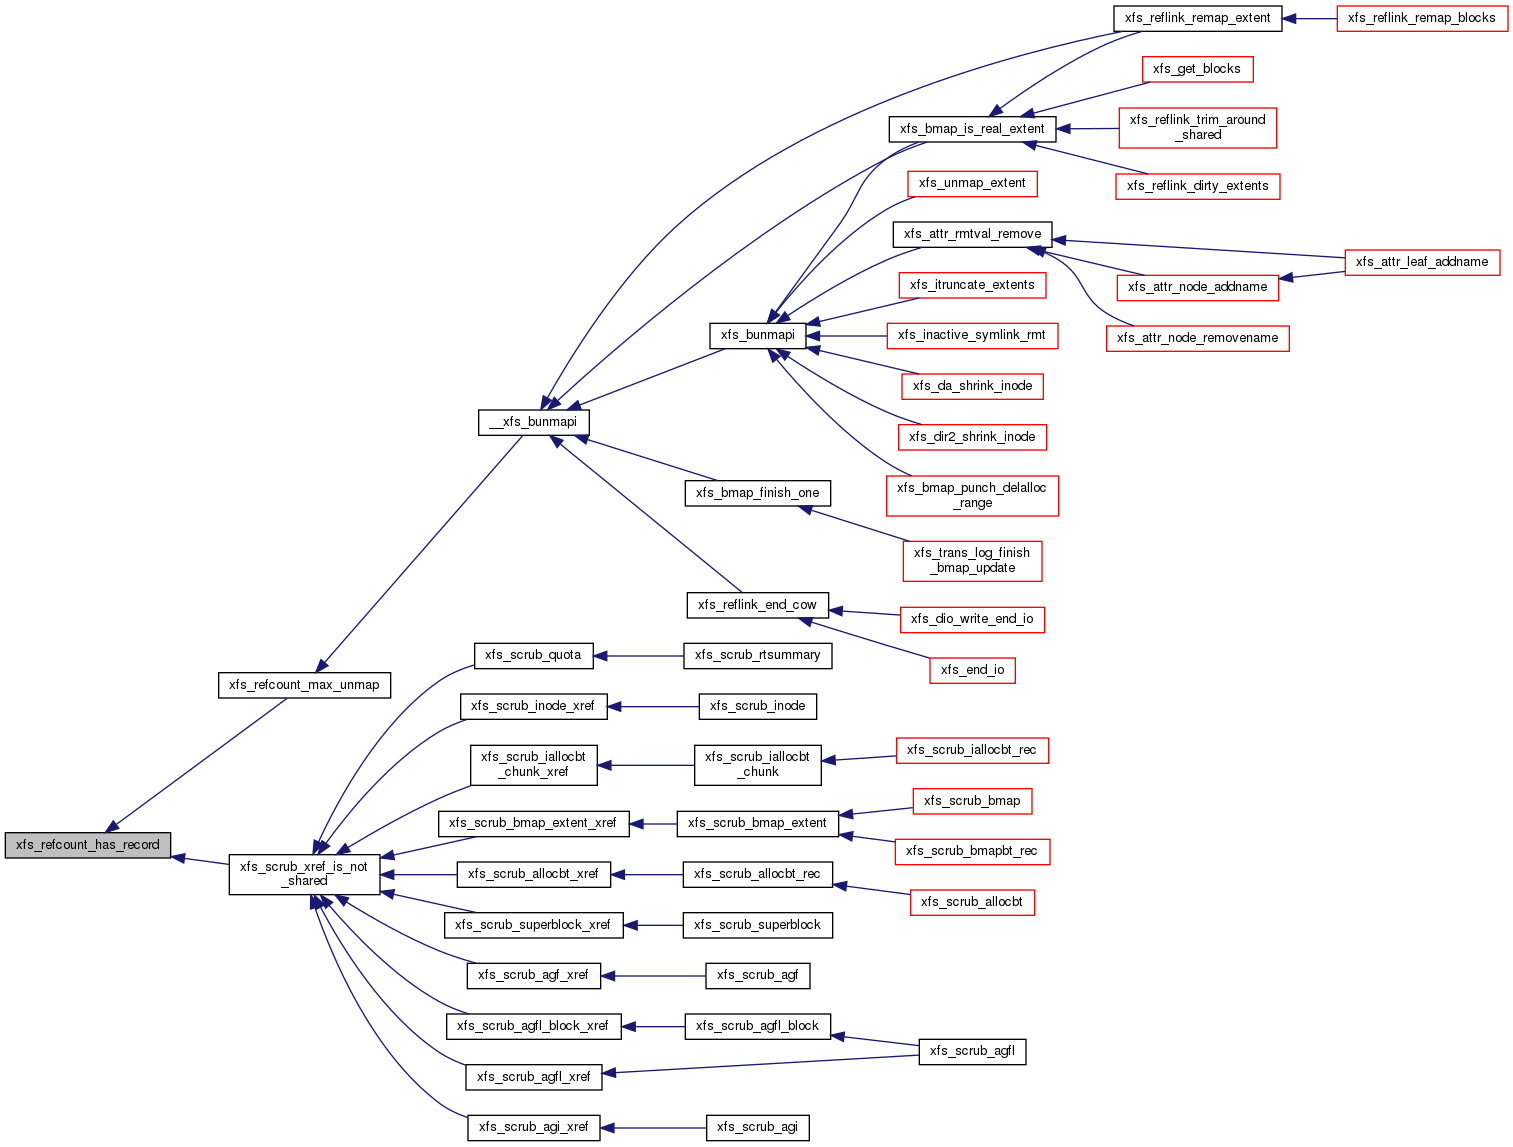 xfs_reflink_remap_extent
xfs_reflink_remap_blocks
xfs_get_blocks
xfs_bmap_is_real_extent
xfs_reflink_trim_around
_shared
xfs_reflink_dirty_extents
xfs_unmap_extent
xfs_attr_rmtval_remove
xfs_attr_leaf_addname
xfs_itruncate_extents
xfs_attr_node_addname
xfs_bunmapi
xfs_inactive_symlink_rmt
xfs_attr_node_removename
xfs_da_shrink_inode
__xfs_bunmapi
xfs_dir2_shrink_inode
xfs_bmap_finish_one
xfs_bmap_punch_delalloc
_range
xfs_trans_log_finish
_bmap_update
xfs_reflink_end_cow
xfs_dio_write_end_io
xfs_scrub_quota
xfs_scrub_rtsummary
xfs_end_io
xfs_refcount_max_unmap
xfs_scrub_inode_xref
xfs_scrub_inode
xfs_scrub_iallocbt
_chunk_xref
xfs_scrub_iallocbt
_chunk
xfs_scrub_iallocbt_rec
xfs_scrub_bmap
xfs_scrub_bmap_extent_xref
xfs_scrub_bmap_extent
xfs_refcount_has_record
xfs_scrub_bmapbt_rec
xfs_scrub_xref_is_not
_shared
xfs_scrub_allocbt_xref
xfs_scrub_allocbt_rec
xfs_scrub_allocbt
xfs_scrub_superblock_xref
xfs_scrub_superblock
xfs_scrub_agf_xref
xfs_scrub_agf
xfs_scrub_agfl_block_xref
xfs_scrub_agfl_block
xfs_scrub_agfl
xfs_scrub_agfl_xref
xfs_scrub_agi_xref
xfs_scrub_agi